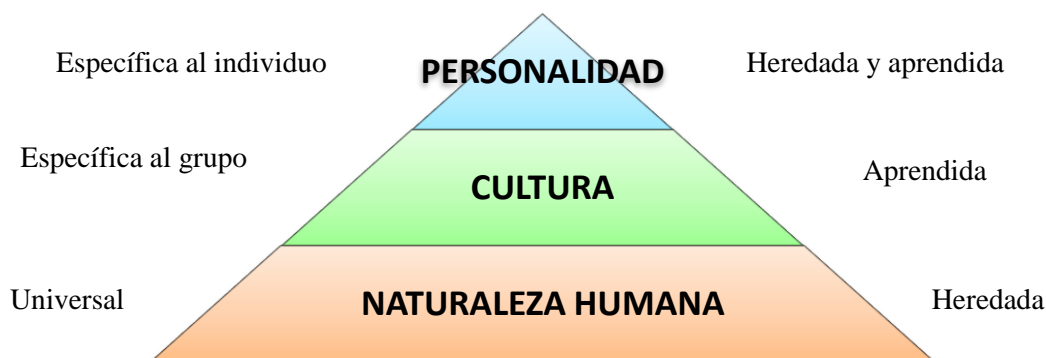 Específica al individuo
PERSONALIDAD
Heredada y aprendida
Específica al grupo
CULTURA
Aprendida
Universal
NATURALEZA HUMANA
Heredada